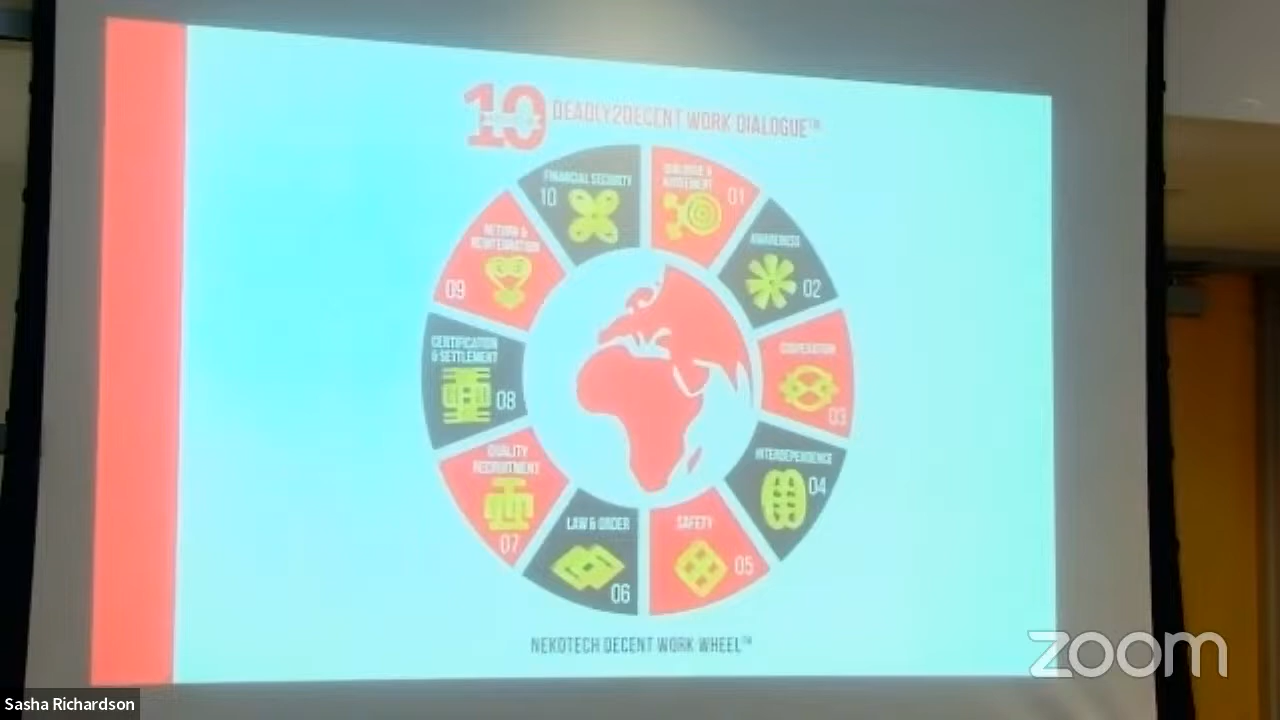 10
DEADLY2DECENT WORK DIALOGUE™
FINANCIAL SECURITY
10
DIALOGUE &
01
AWARENESS
02
COOPERATION
03
INTERDEPENDENCE
04
SAFETY
05
LAW & ORDER
06
QUALITY
RECRUITMENT
07
CERTIFICATION
& SETTLEMENT
08
RETURN &
REINTEGRATION
09
NEKOTECH DECENT WORK WHEEL™
zoom
Sasha Richardson